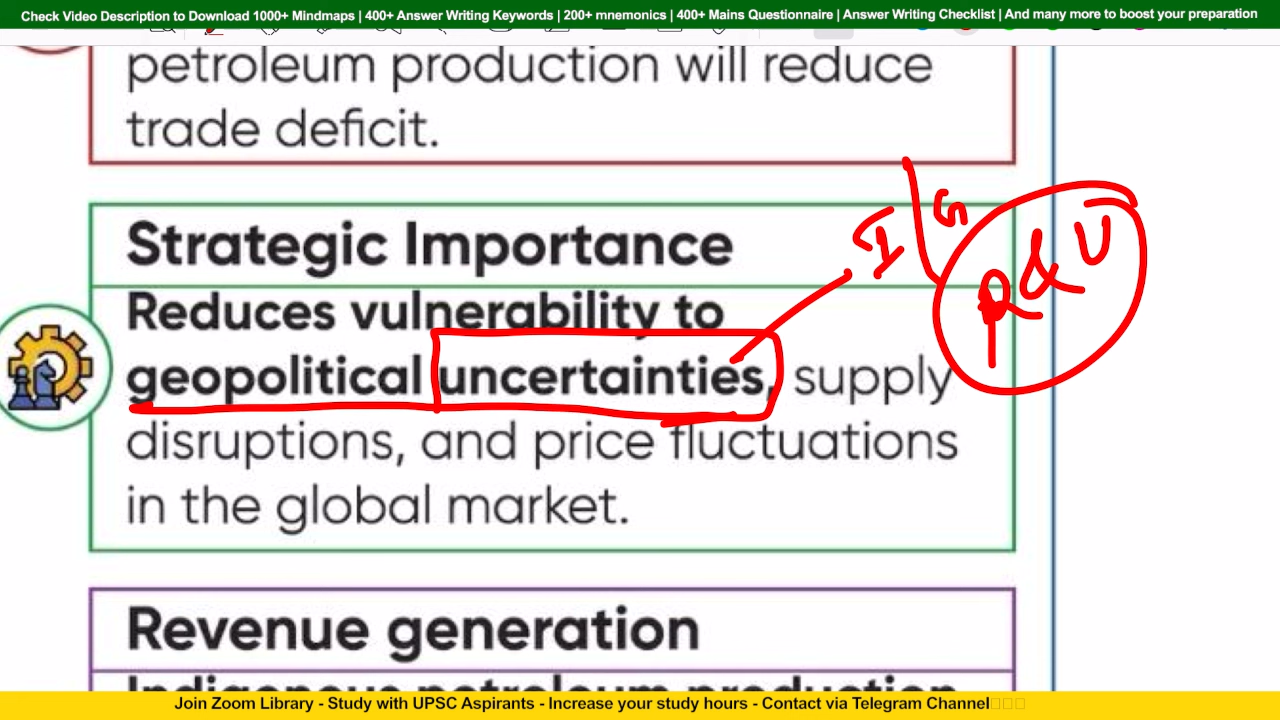 Check Video Description to Download 1000+ Mindmaps | 400+ Answer Writing Keywords | 200+ mnemonics | 400+ Mains Questionnaire | Answer Writing Checklist | And many more to boost your preparation
petroleum production will reduce
trade deficit.
Strategic Importance
Reduces vulnerability to
geopolitical uncertainties, supply
disruptions, and price fluctuations
in the global market.
I / G
R & U
Revenue generation
Indigenous petroleum production
Join Zoom Library - Study with UPSC Aspirants - Increase your study hours - Contact via Telegram Channel